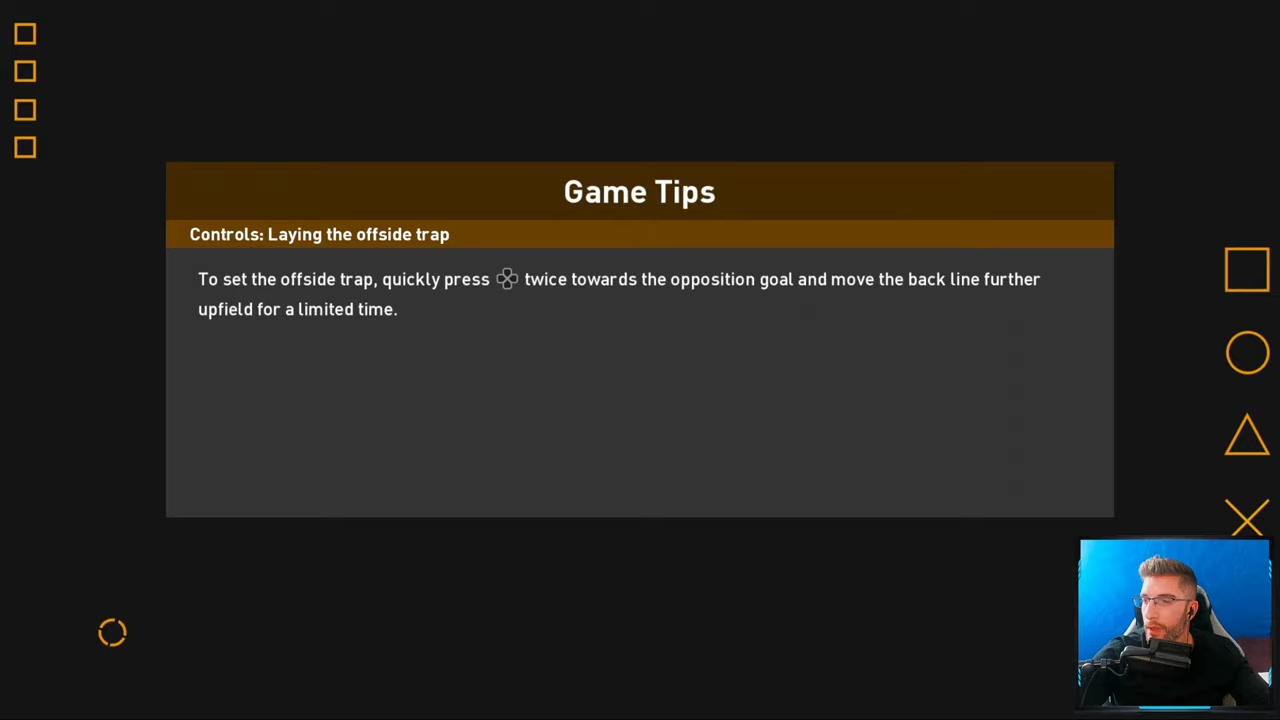 Game Tips
Controls: Laying the offside trap
To set the offside trap, quickly press twice towards the opposition goal and move the back line further
upfield for a limited time.